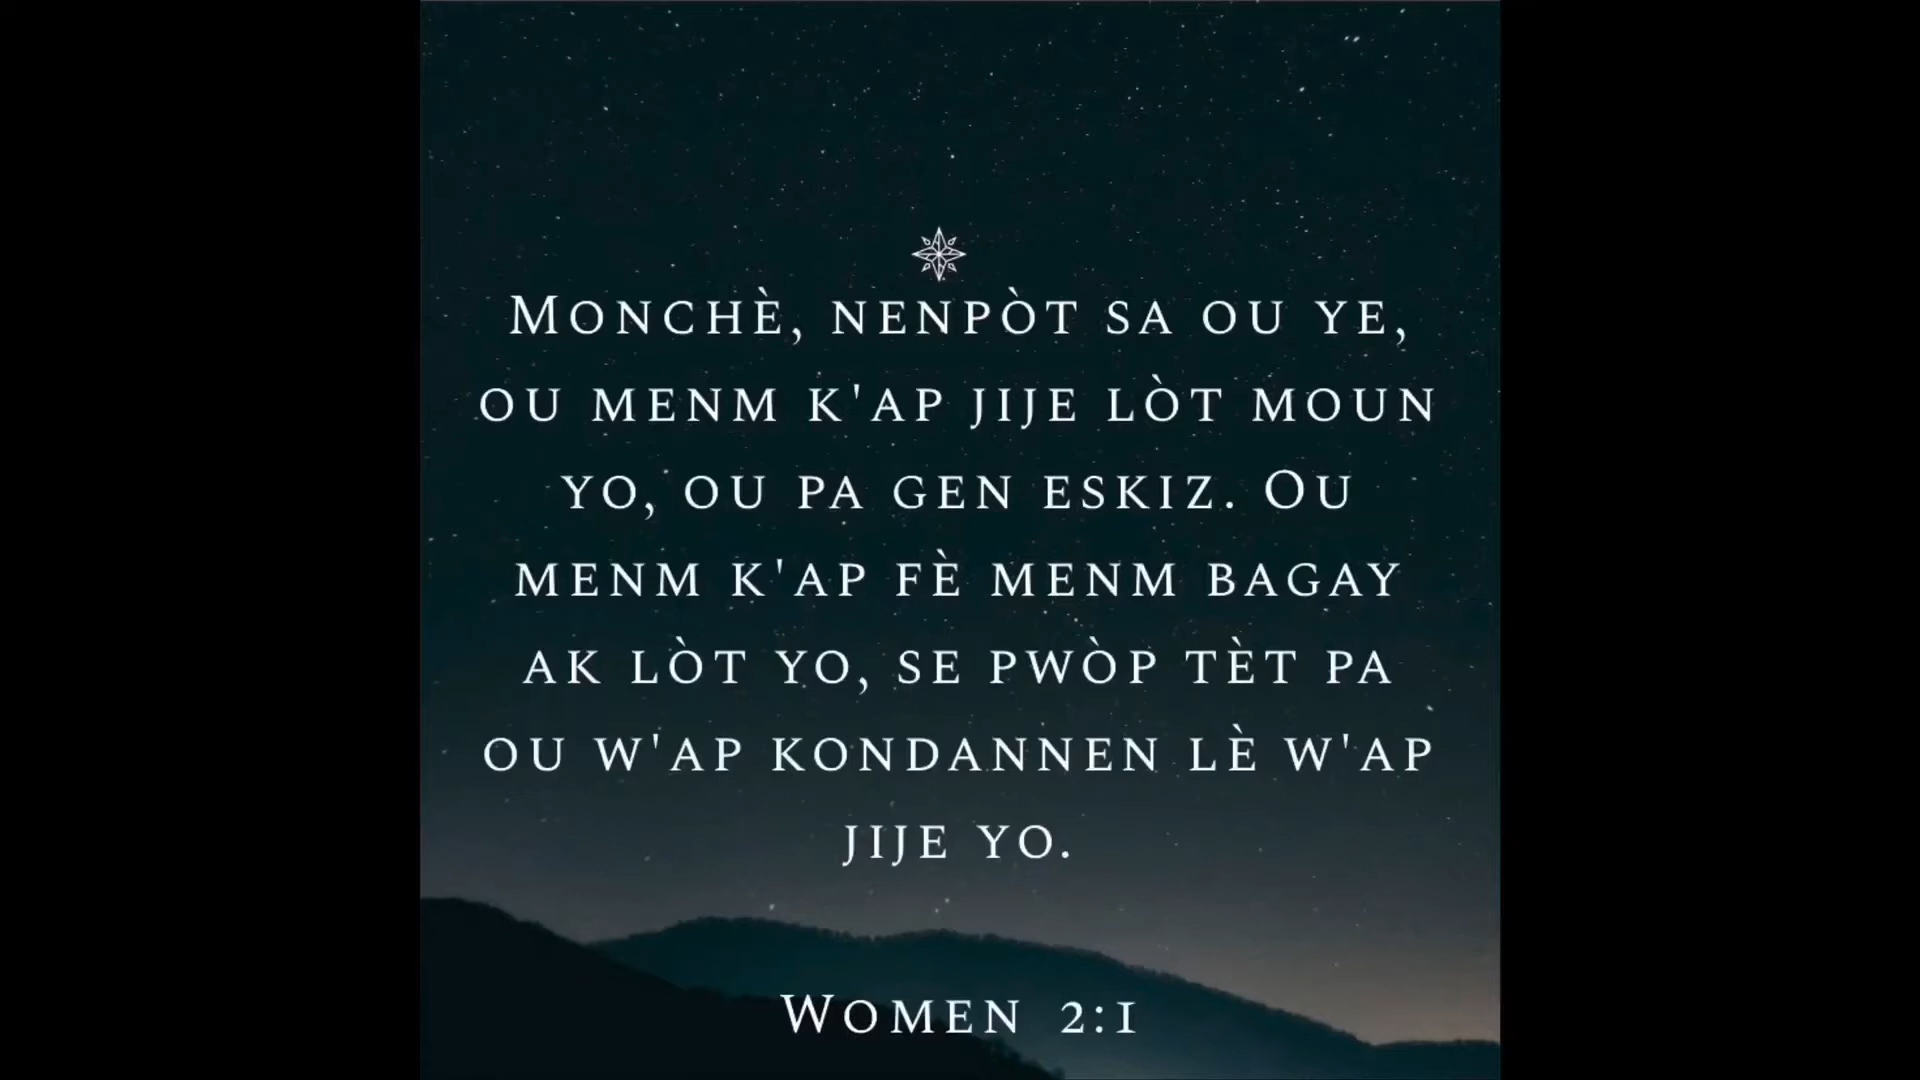 Monchè, nenpòt sa ou ye,
ou menm k'ap jije lòt moun
yo, ou pa gen eskiz. Ou
menm k'ap fè menm bagay
ak lòt yo, se pwòp tèt pa
ou w'ap kondannen lè w'ap
jije yo.
Women 2:1